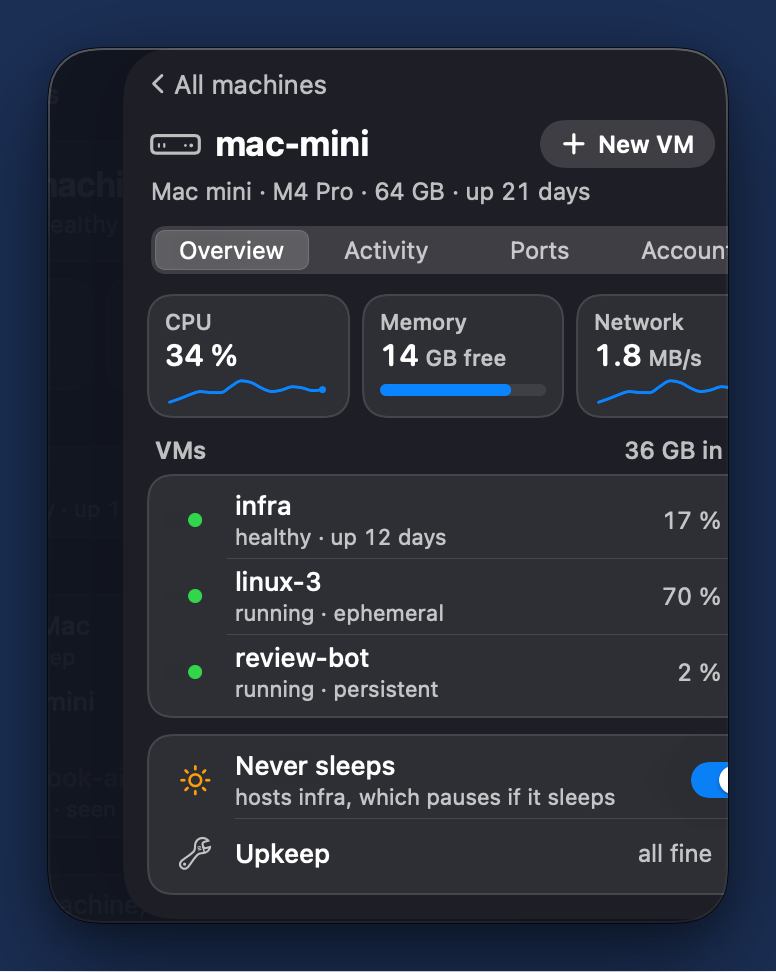 All machines
mac-mini
New VM
Mac mini · M4 Pro · 64 GB · up 21 days
Overview Activity Ports Accoun
CPU Memory Network
34 % 14 GB free 1.8 MB/s
VMs 36 GB in
infra
17 %
healthy · up 12 days
linux-3
70 %
running · ephemeral
review-bot
2 %
running · persistent
Never sleeps
hosts infra, which pauses if it sleeps
Upkeep all fine